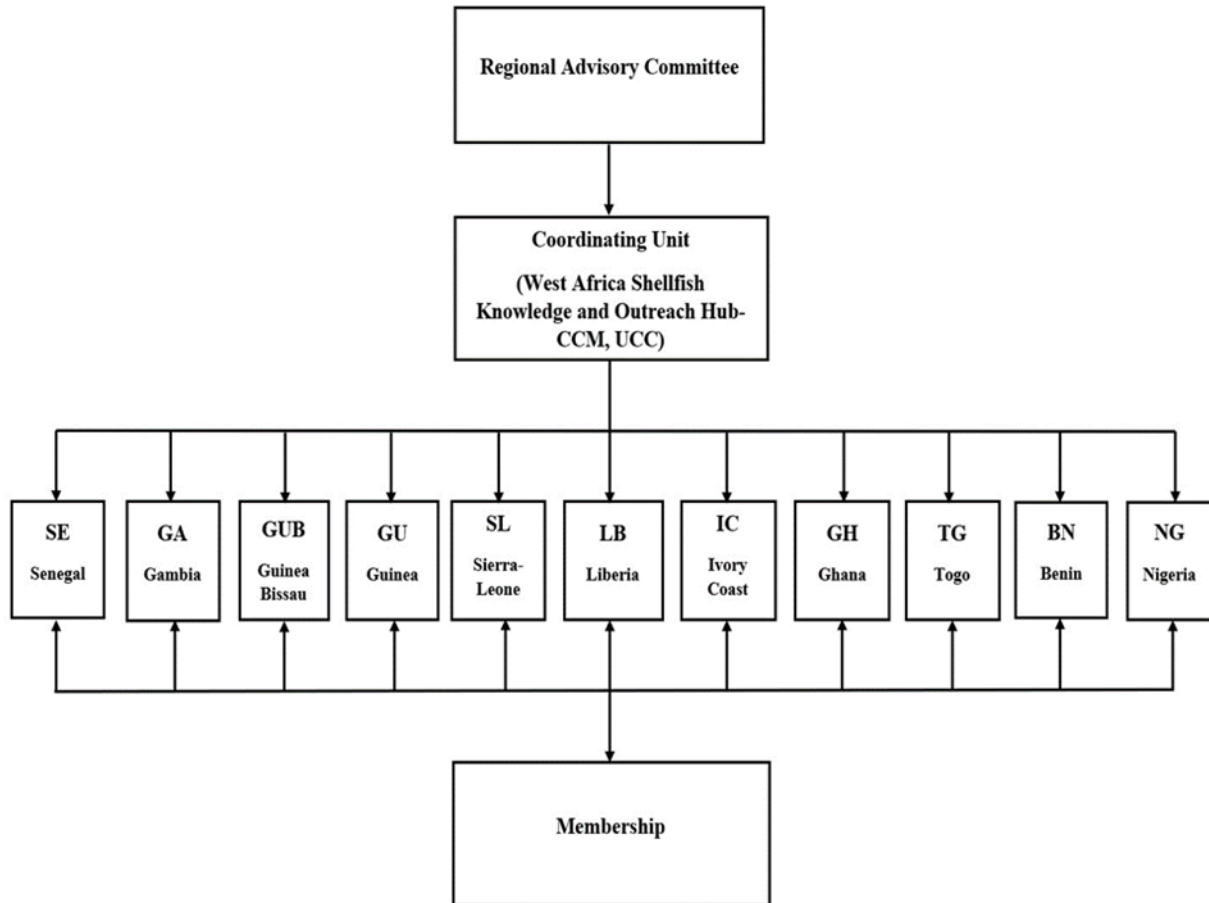 Regional Advisory Committee
Coordinating Unit
(West Africa Shellfish
Knowledge and Outreach Hub-
CCM, UCC)
SE
Senegal
GA
Gambia
GUB
Guinea
Bissau
GU
Guinea
SL
Sierra-
Leone
LB
Liberia
IC
Ivory
Coast
GH
Ghana
TG
Togo
BN
Benin
NG
Nigeria
Membership